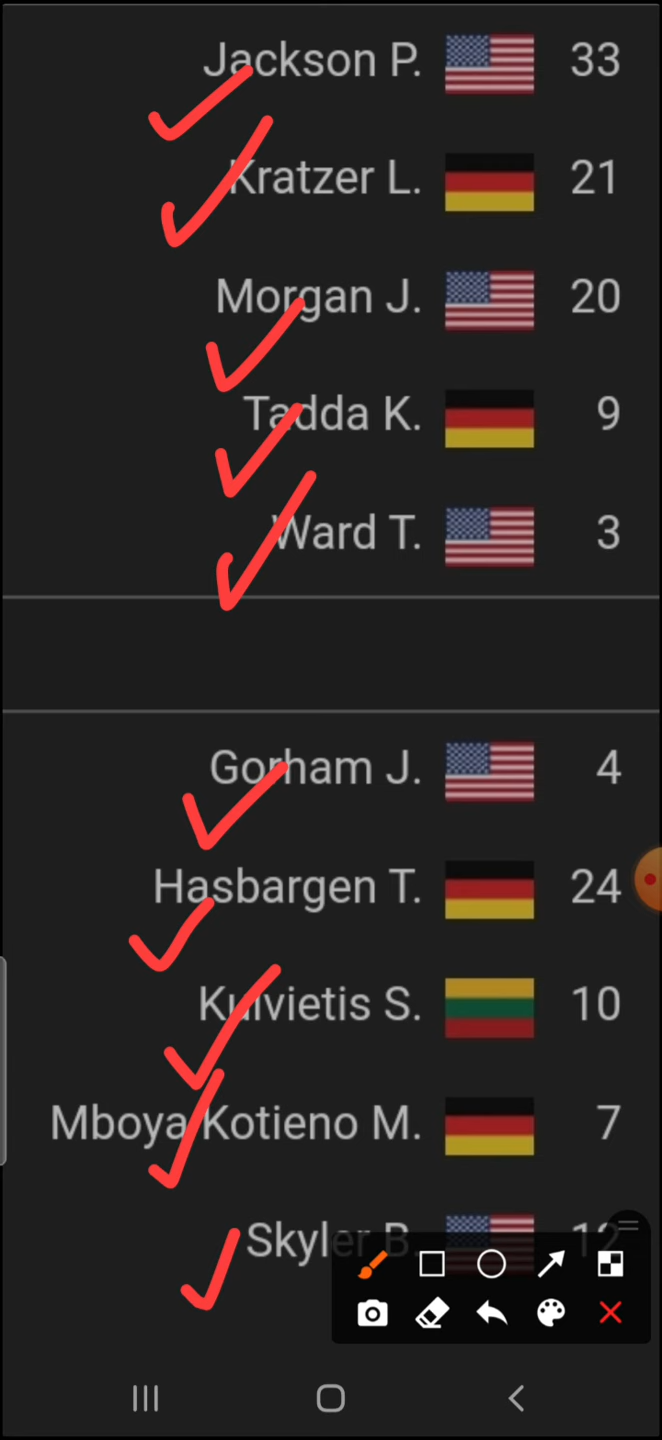 Jackson P. 33
Kratzer L. 21
Morgan J. 20
Tadda K. 9
Ward T. 3
Gorham J. 4
Hasbargen T. 24
Kulvietis S. 10
Mboya Kotieno M. 7
Skyler B. 12